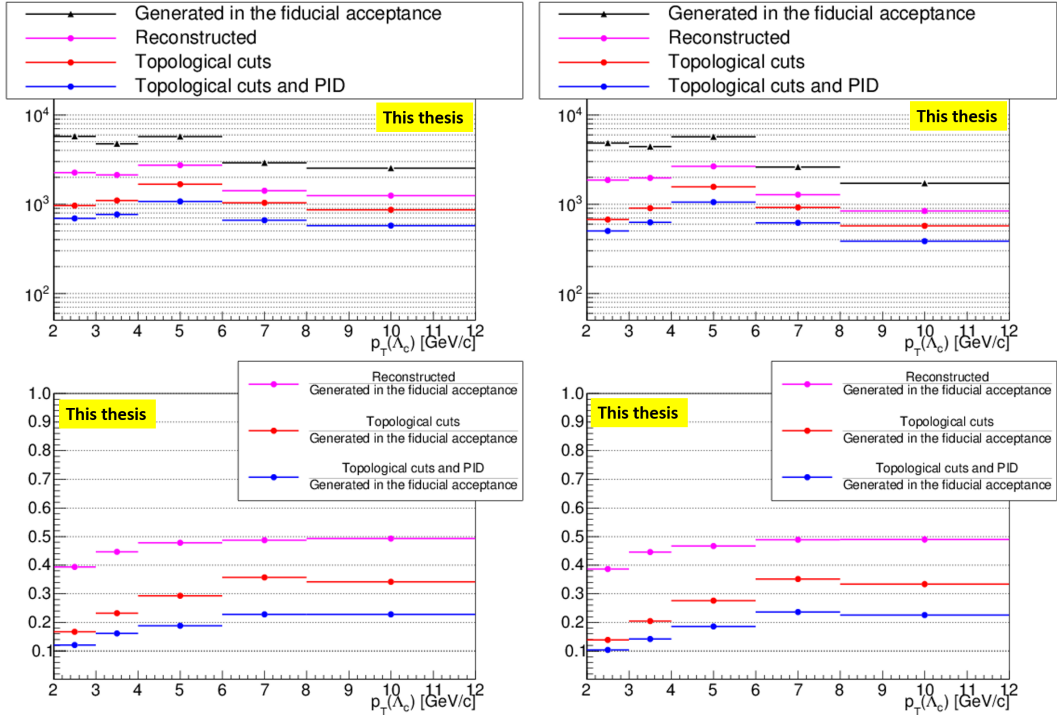 Generated in the fiducial acceptance
Reconstructed
Topological cuts
Topological cuts and PID
This thesis
10^4
10^3
10^2
2 3 4 5 6 7 8 9 10 11 12
p_T(Λ_c) [GeV/c]
Generated in the fiducial acceptance
Reconstructed
Topological cuts
Topological cuts and PID
This thesis
10^4
10^3
10^2
2 3 4 5 6 7 8 9 10 11 12
p_T(Λ_c) [GeV/c]
Reconstructed
Generated in the fiducial acceptance
Topological cuts
Generated in the fiducial acceptance
Topological cuts and PID
Generated in the fiducial acceptance
This thesis
1.0
0.9
0.8
0.7
0.6
0.5
0.4
0.3
0.2
0.1
2 3 4 5 6 7 8 9 10 11 12
p_T(Λ_c) [GeV/c]
Reconstructed
Generated in the fiducial acceptance
Topological cuts
Generated in the fiducial acceptance
Topological cuts and PID
Generated in the fiducial acceptance
This thesis
1.0
0.9
0.8
0.7
0.6
0.5
0.4
0.3
0.2
0.1
2 3 4 5 6 7 8 9 10 11 12
p_T(Λ_c) [GeV/c]